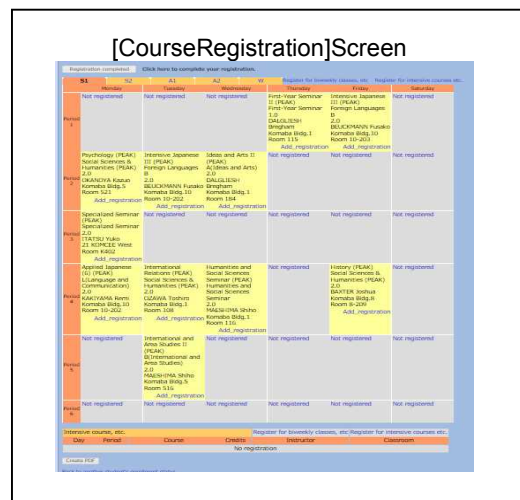 [CourseRegistration]Screen
Registration completed Click here to complete your registration.
S1 S2 A1 A2 W Register for biweekly classes, etc Register for intensive courses etc.
Monday Tuesday Wednesday Thursday Friday Saturday
Period 1
Not registered
Not registered
Not registered
First-Year Seminar
II (PEAK)
First-Year Seminar
1.0
DALGLIESH
Bregham
Komaba Bldg.1
Room 115
Add_registration
Intensive Japanese
III (PEAK)
Foreign Languages
B
2.0
BEUCKMANN Fusako
Komaba Bldg.10
Room 10-203
Add_registration
Not registered
Period 2
Psychology (PEAK)
Social Sciences &
Humanities (PEAK)
2.0
OKANOYA Kazuo
Komaba Bldg.5
Room 521
Add_registration
Intensive Japanese
III (PEAK)
Foreign Languages
B
2.0
BEUCKMANN Fusako
Komaba Bldg.10
Room 10-202
Add_registration
Ideas and Arts II
(PEAK)
A(Ideas and Arts)
2.0
DALGLIESH
Bregham
Komaba Bldg.1
Room 164
Add_registration
Not registered
Not registered
Not registered
Period 3
Specialized Seminar
(PEAK)
Specialized Seminar
2.0
ITATSU Yuko
21 KOMCEE West
Room K402
Add_registration
Not registered
Not registered
Not registered
Not registered
Not registered
Period 4
Applied Japanese
(G) (PEAK)
L(Language and
Communication)
2.0
KAKIYAMA Remi
Komaba Bldg.10
Room 10-202
Add_registration
International
Relations (PEAK)
Social Sciences &
Humanities (PEAK)
2.0
OZAWA Toshiro
Komaba Bldg.1
Room 108
Add_registration
Humanities and
Social Sciences
Seminar (PEAK)
Humanities and
Social Sciences
Seminar
2.0
MAESHIMA Shiho
Komaba Bldg.1
Room 116
Add_registration
Not registered
History (PEAK)
Social Sciences &
Humanities (PEAK)
2.0
BAXTER Joshua
Komaba Bldg.8
Room 8-209
Add_registration
Not registered
Period 5
Not registered
International and
Area Studies II
(PEAK)
B(International and
Area Studies)
2.0
MAESHIMA Shiho
Komaba Bldg.5
Room 516
Add_registration
Not registered
Not registered
Not registered
Not registered
Period 6
Not registered
Not registered
Not registered
Not registered
Not registered
Not registered
Intensive course, etc. Register for biweekly classes, etc Register for intensive courses etc.
Day Period Course Credits Instructor Classroom
No registration
Create PDF